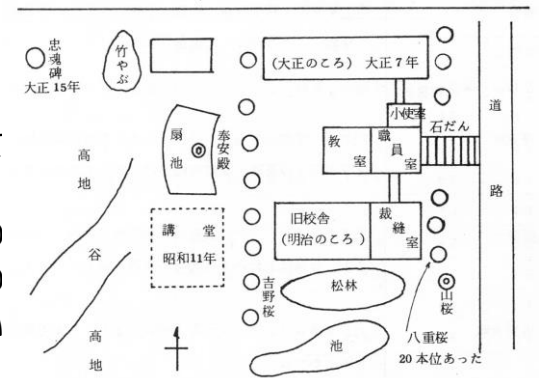 忠魂碑
大正15年
竹やぶ
(大正のころ) 大正7年
小使室
石だん
道路
教室
職員室
扇池
奉安殿
高地
谷
高地
講堂
昭和11年
旧校舎
(明治のころ)
裁縫室
吉野桜
松林
山桜
池
八重桜
20本位あった